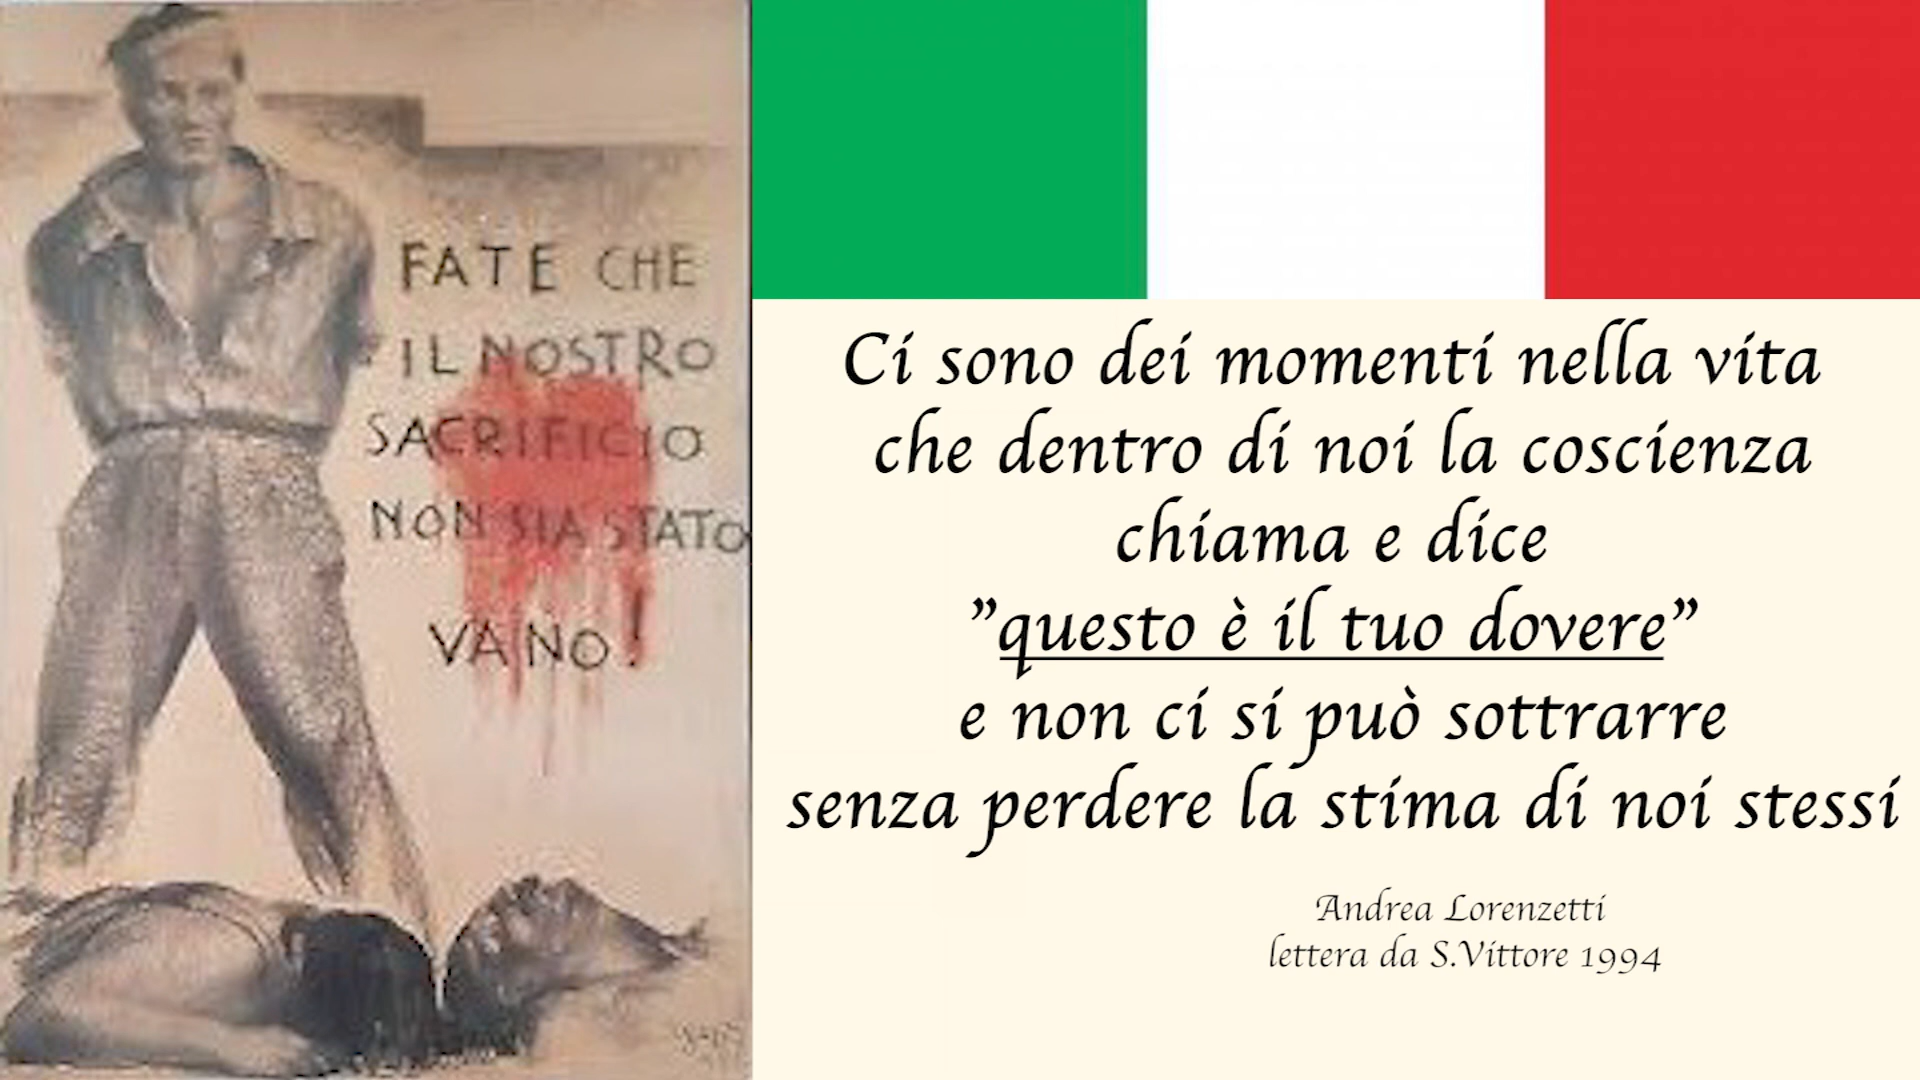 FATE CHE
IL NOSTRO
SACRIFICIO
NON SIA STATO
VANO!
Ci sono dei momenti nella vita
che dentro di noi la coscienza
chiama e dice
"questo è il tuo dovere"
e non ci si può sottrarre
senza perdere la stima di noi stessi
Andrea Lorenzetti
lettera da S.Vittore 1994